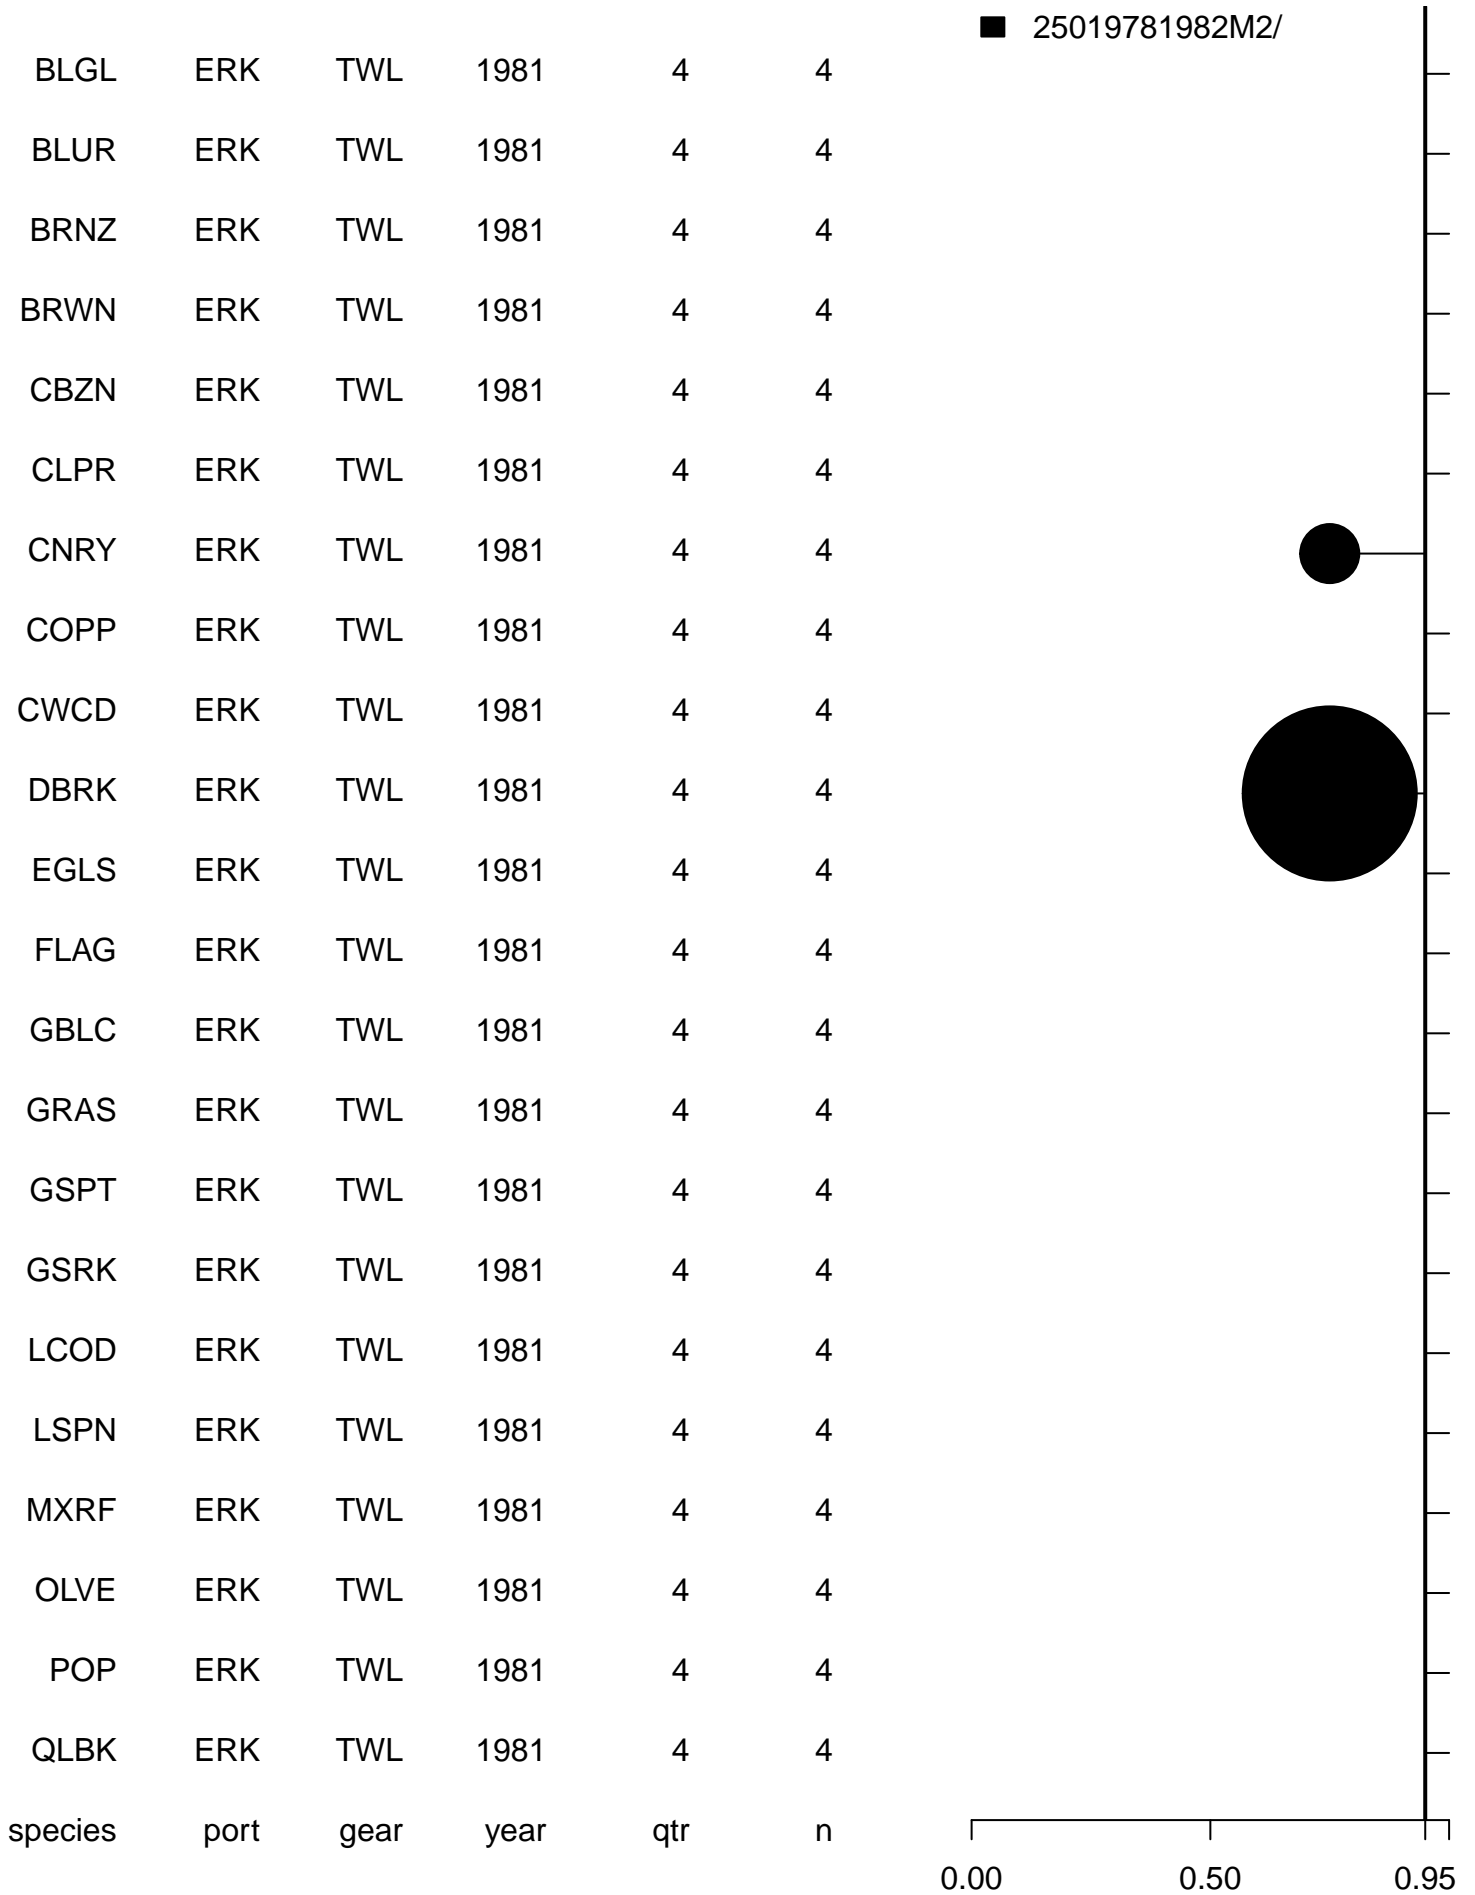 25019781982M2/
BLGL ERK TWL 1981 4 4
BLUR ERK TWL 1981 4 4
BRNZ ERK TWL 1981 4 4
BRWN ERK TWL 1981 4 4
CBZN ERK TWL 1981 4 4
CLPR ERK TWL 1981 4 4
CNRY ERK TWL 1981 4 4
COPP ERK TWL 1981 4 4
CWCD ERK TWL 1981 4 4
DBRK ERK TWL 1981 4 4
EGLS ERK TWL 1981 4 4
FLAG ERK TWL 1981 4 4
GBLC ERK TWL 1981 4 4
GRAS ERK TWL 1981 4 4
GSPT ERK TWL 1981 4 4
GSRK ERK TWL 1981 4 4
LCOD ERK TWL 1981 4 4
LSPN ERK TWL 1981 4 4
MXRF ERK TWL 1981 4 4
OLVE ERK TWL 1981 4 4
POP ERK TWL 1981 4 4
QLBK ERK TWL 1981 4 4
species port gear year qtr n
0.00 0.50 0.95